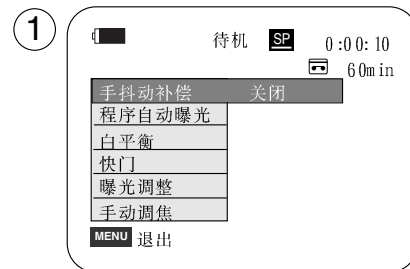 1
待机 SP 0:00:10
60min
手抖动补偿 关闭
程序自动曝光
白平衡
快门
曝光调整
手动调焦
MENU 退出